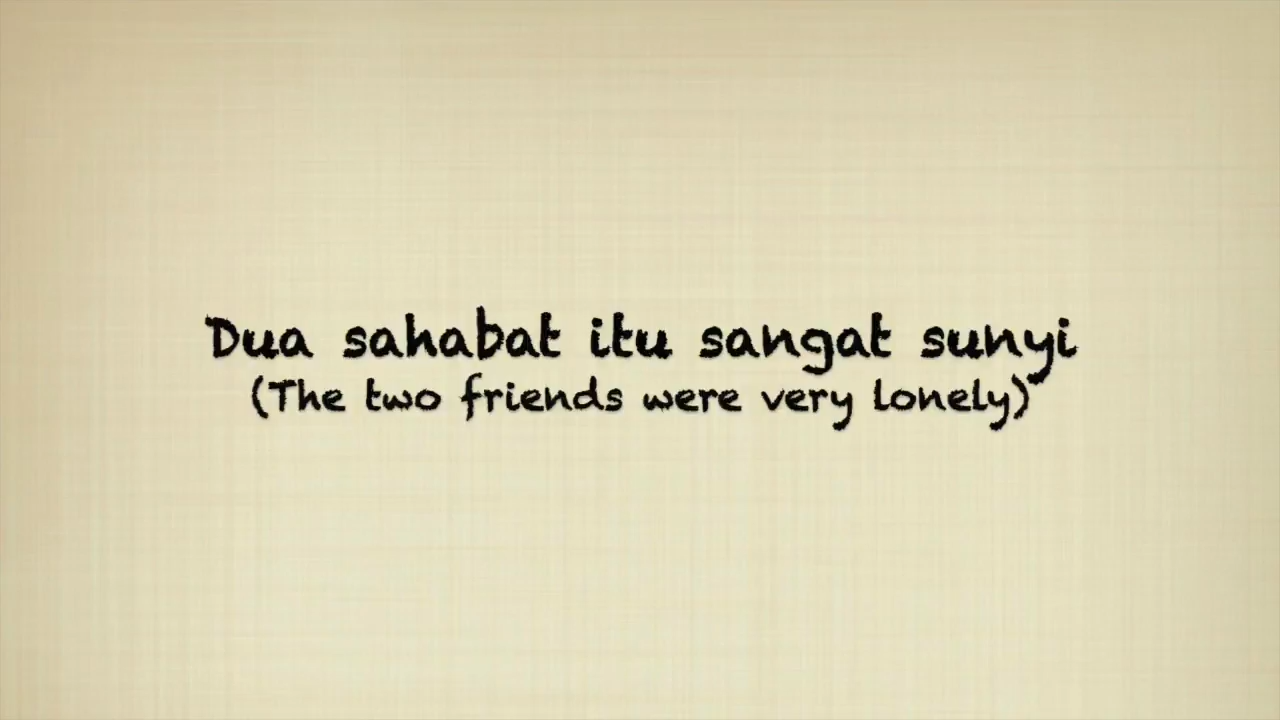 Dua sahabat itu sangat sunyi
(The two friends were very lonely)